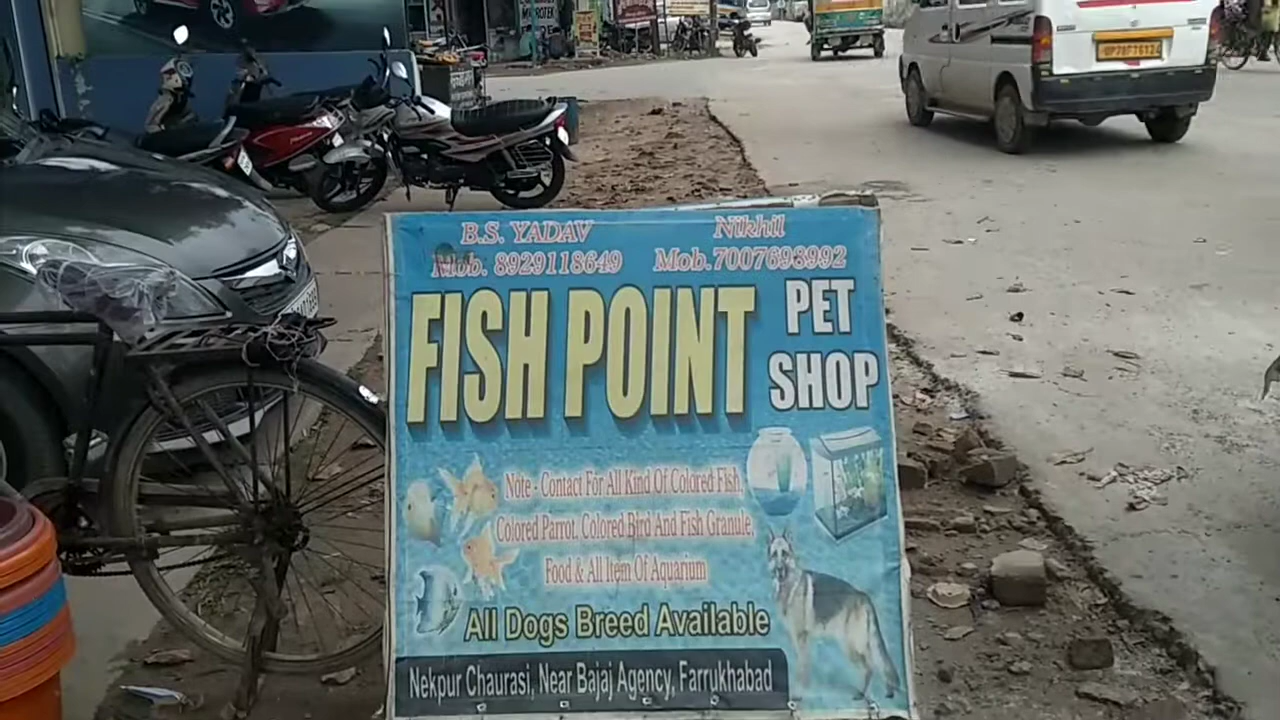 B.S. YADAV Nikhil
Mob. 8929118649 Mob.7007693992
FISH POINT PET SHOP
Note - Contact For All Kind Of Colored Fish,
Colored Parrot, Colored Bird And Fish Granule,
Food & All Item Of Aquarium
All Dogs Breed Available
Nekpur Chaurasi, Near Bajaj Agency, Farrukhabad